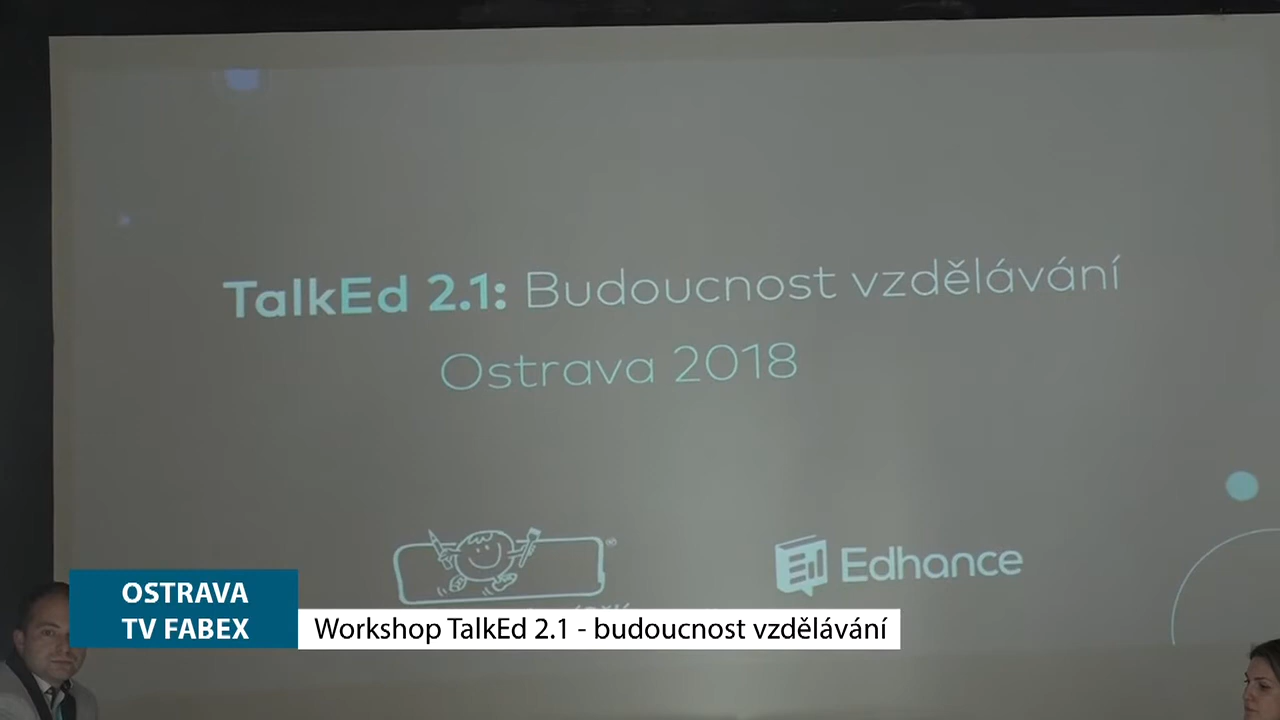 TalkEd 2.1: Budoucnost vzdělávání
Ostrava 2018
Edhance
OSTRAVA
TV FABEX
Workshop TalkEd 2.1 - budoucnost vzdělávání